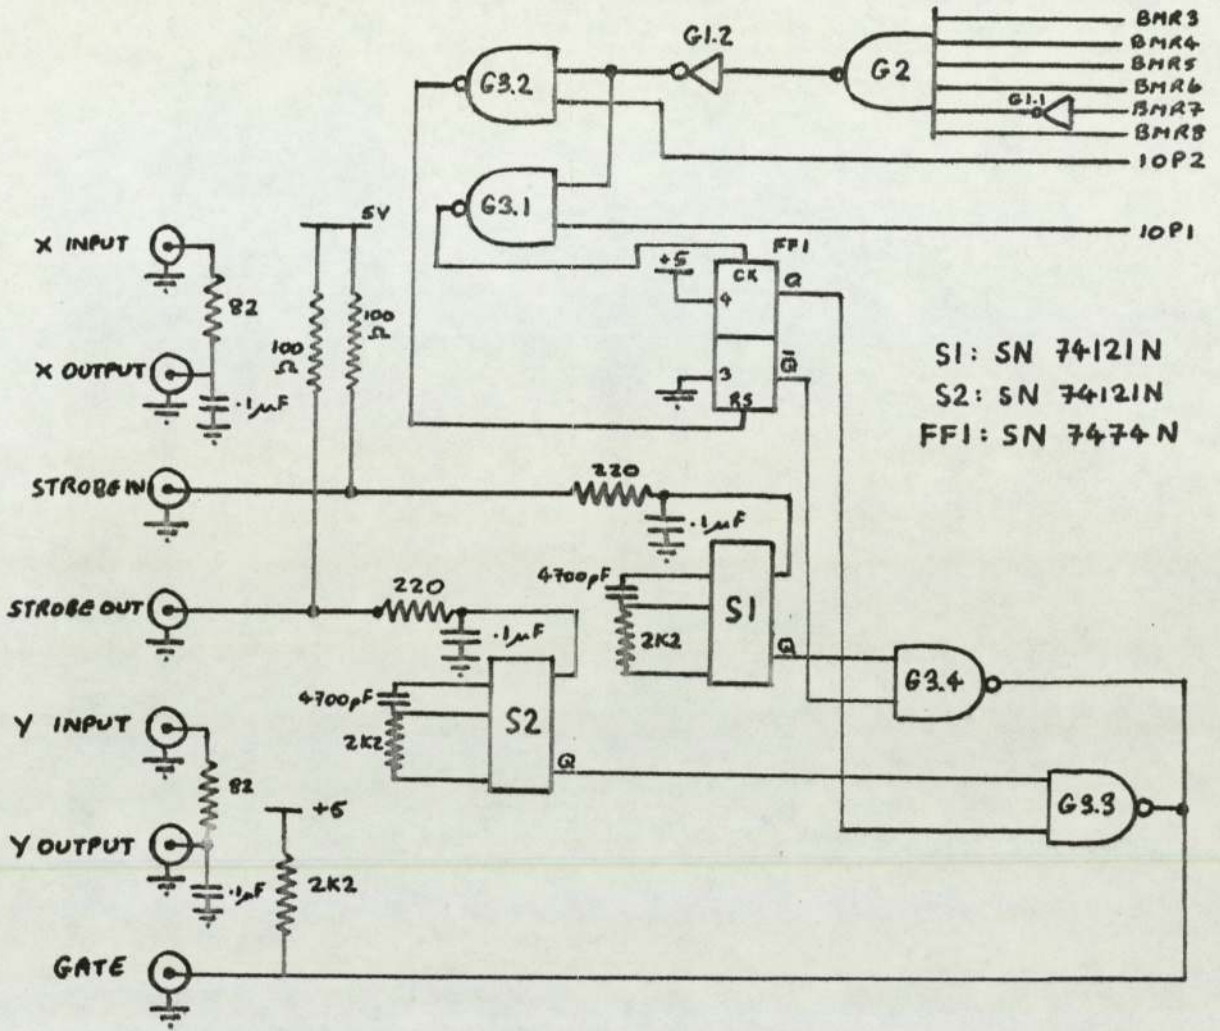 BMR3
G1.2
BMR4
G3.2
G2
BMR5
BMR6
G1.1
BMR7
BMR8
IOP2
G3.1
5V
IOP1
X INPUT
FF1
+5
CK
Q
4
82
100
Ω
100
Ω
S1: SN 74121N
X OUTPUT
.1µF
3
Q̄
S2: SN 74121N
RS
FF1: SN 7474N
STROBE IN
220
.1µF
4700pF
STROBE OUT
220
S1
.1µF
2K2
Q
G3.4
4700pF
Y INPUT
S2
2K2
Q
82
+5
G3.3
Y OUTPUT
.1µF
2K2
GATE